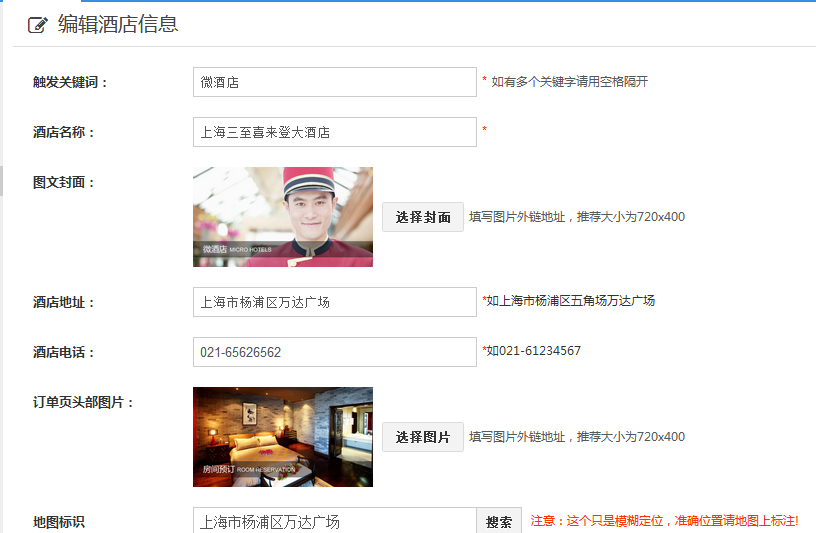 编辑酒店信息
触发关键词： 微酒店 * 如有多个关键字请用空格隔开
酒店名称： 上海三至喜来登大酒店 *
图文封面： 微酒店 MICRO HOTELS 选择封面 填写图片外链地址，推荐大小为720x400
酒店地址： 上海市杨浦区万达广场 *如上海市杨浦区五角场万达广场
酒店电话： 021-65626562 *如021-61234567
订单页头部图片： 房间预订 ROOM RESERVATION 选择图片 填写图片外链地址，推荐大小为720x400
地图标识 上海市杨浦区万达广场 搜索 注意：这个只是模糊定位，准确位置请地图上标注!